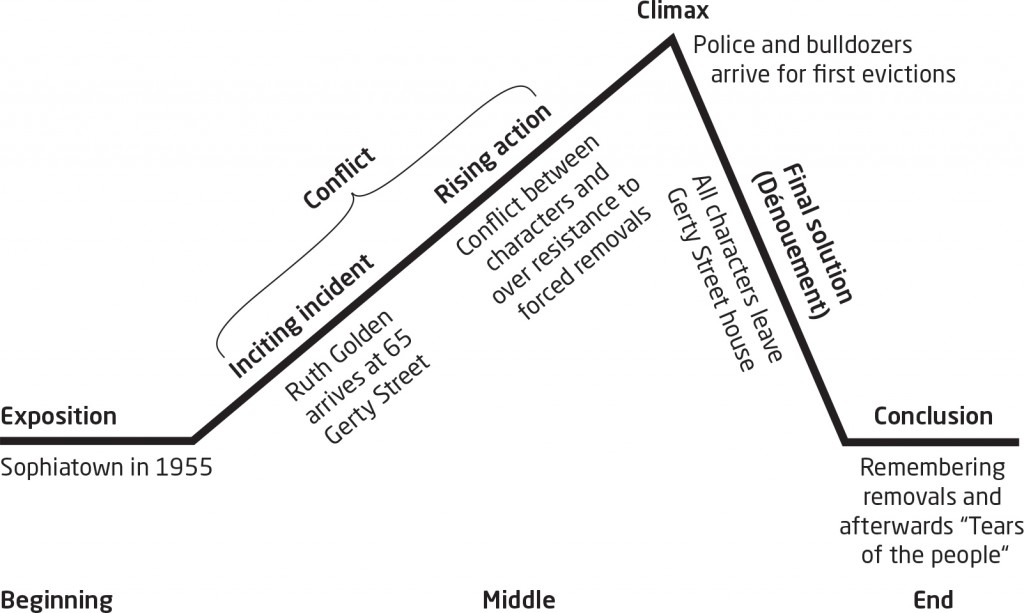 Climax
Police and bulldozers
arrive for first evictions
Conflict
Rising action
Conflict between
characters and
over resistance to
forced removals
Inciting incident
Ruth Golden
arrives at 65
Gerty Street
Final solution
(Dénouement)
All characters leave
Gerty Street house
Exposition
Sophiatown in 1955
Conclusion
Remembering
removals and
afterwards “Tears
of the people“
Beginning
Middle
End